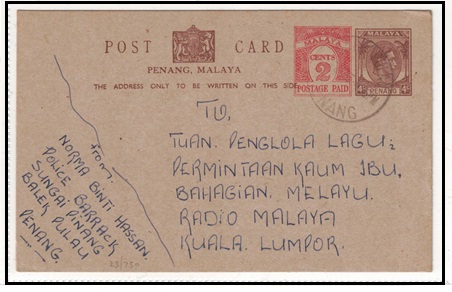 POST CARD
PENANG, MALAYA
THE ADDRESS ONLY TO BE WRITTEN ON THIS SIDE
MALAYA
CENTS
2
POSTAGE PAID
MALAYA
PENANG
PENANG
TO,
TUAN. PENGLOLA LAGU2
PERMINTAAN KAUM IBU.
BAHAGIAN. MELAYU.
RADIO MALAYA
KUALA. LUMPOR.
from:
NORMA BINTI HASSAN.
POLICE BARRACK
SUNGAI PINANG
BALEK PULAU
PENANG.